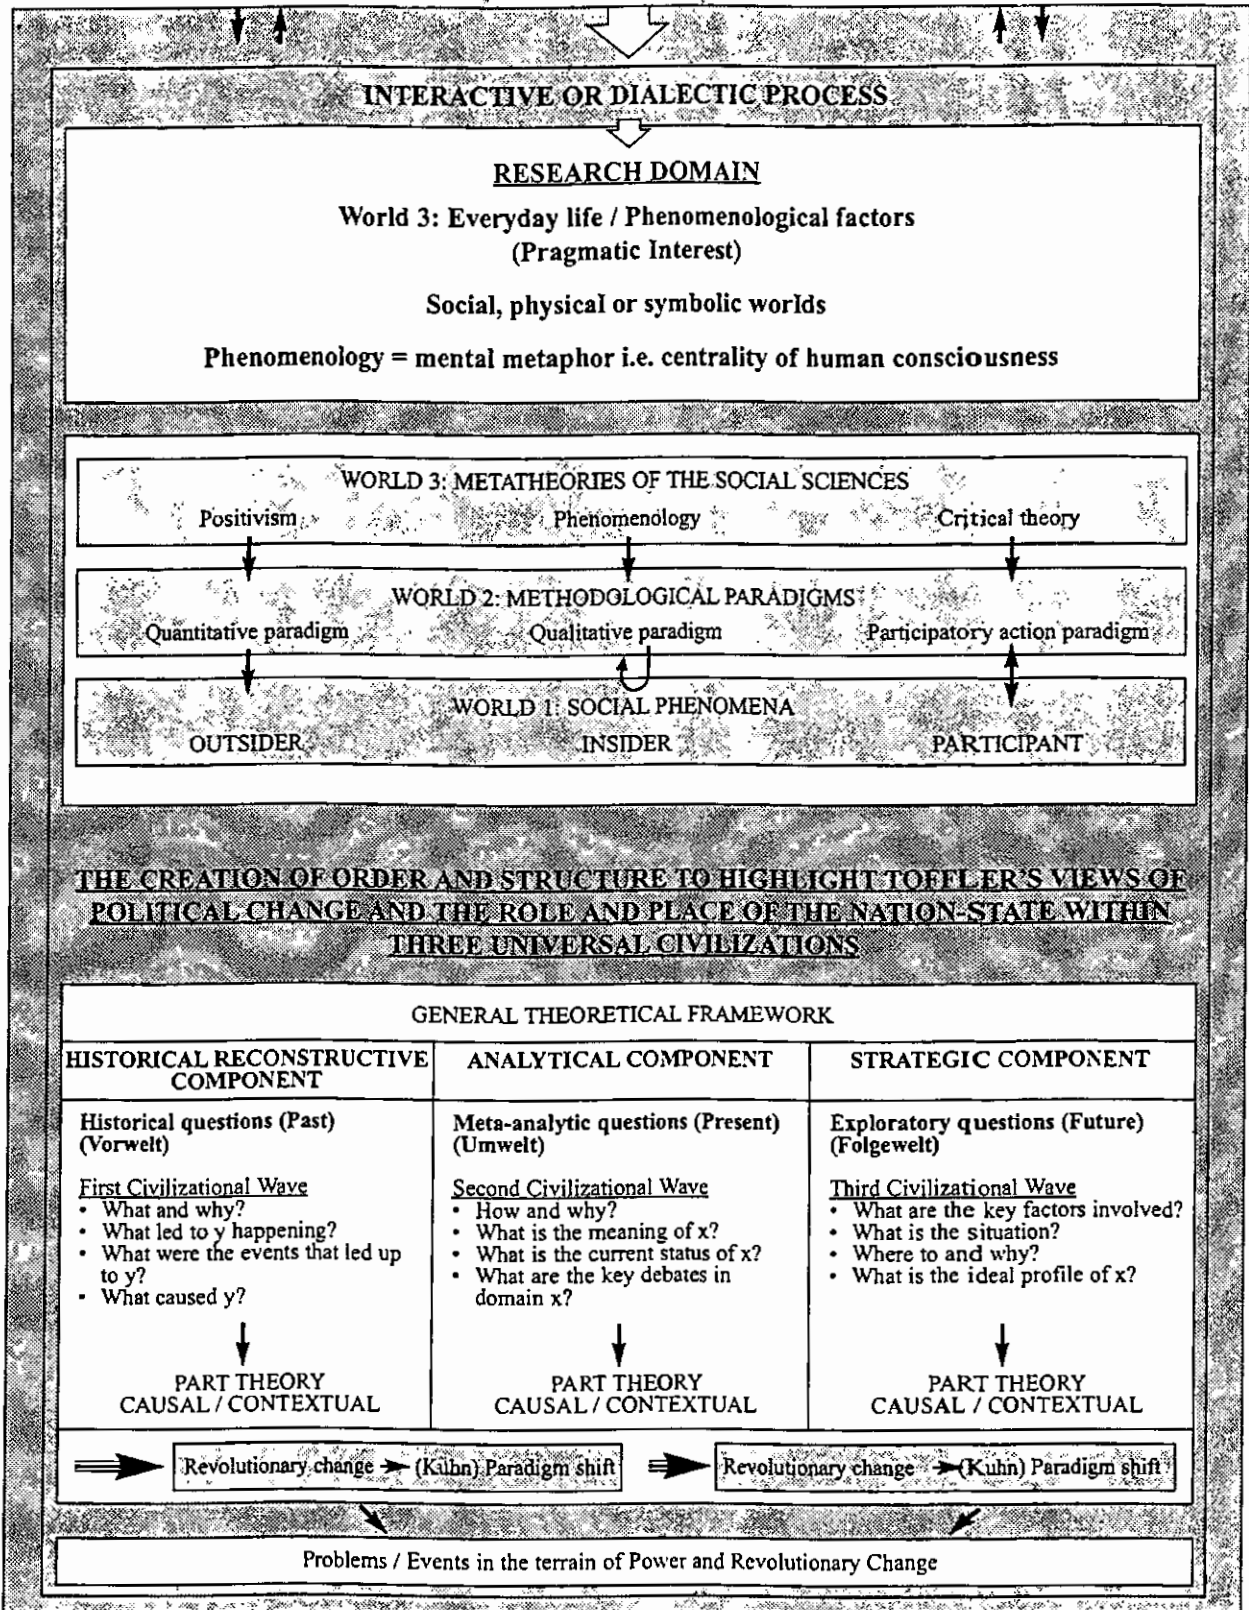 INTERACTIVE OR DIALECTIC PROCESS
RESEARCH DOMAIN
World 3: Everyday life / Phenomenological factors
(Pragmatic Interest)
Social, physical or symbolic worlds
Phenomenology = mental metaphor i.e. centrality of human consciousness
WORLD 3: METATHEORIES OF THE SOCIAL SCIENCES
Positivism Phenomenology Critical theory
WORLD 2: METHODOLOGICAL PARADIGMS
Quantitative paradigm Qualitative paradigm Participatory action paradigm
WORLD 1: SOCIAL PHENOMENA
OUTSIDER INSIDER PARTICIPANT
THE CREATION OF ORDER AND STRUCTURE TO HIGHLIGHT TOFFLER'S VIEWS OF
POLITICAL CHANGE AND THE ROLE AND PLACE OF THE NATION-STATE WITHIN
THREE UNIVERSAL CIVILIZATIONS
GENERAL THEORETICAL FRAMEWORK
HISTORICAL RECONSTRUCTIVE
COMPONENT
Historical questions (Past)
(Vorwelt)
First Civilizational Wave
• What and why?
• What led to y happening?
• What were the events that led up
to y?
• What caused y?
PART THEORY
CAUSAL / CONTEXTUAL
ANALYTICAL COMPONENT
Meta-analytic questions (Present)
(Umwelt)
Second Civilizational Wave
• How and why?
• What is the meaning of x?
• What is the current status of x?
• What are the key debates in
domain x?
PART THEORY
CAUSAL / CONTEXTUAL
STRATEGIC COMPONENT
Exploratory questions (Future)
(Folgewelt)
Third Civilizational Wave
• What are the key factors involved?
• What is the situation?
• Where to and why?
• What is the ideal profile of x?
PART THEORY
CAUSAL / CONTEXTUAL
Revolutionary change (Kuhn) Paradigm shift Revolutionary change (Kuhn) Paradigm shift
Problems / Events in the terrain of Power and Revolutionary Change